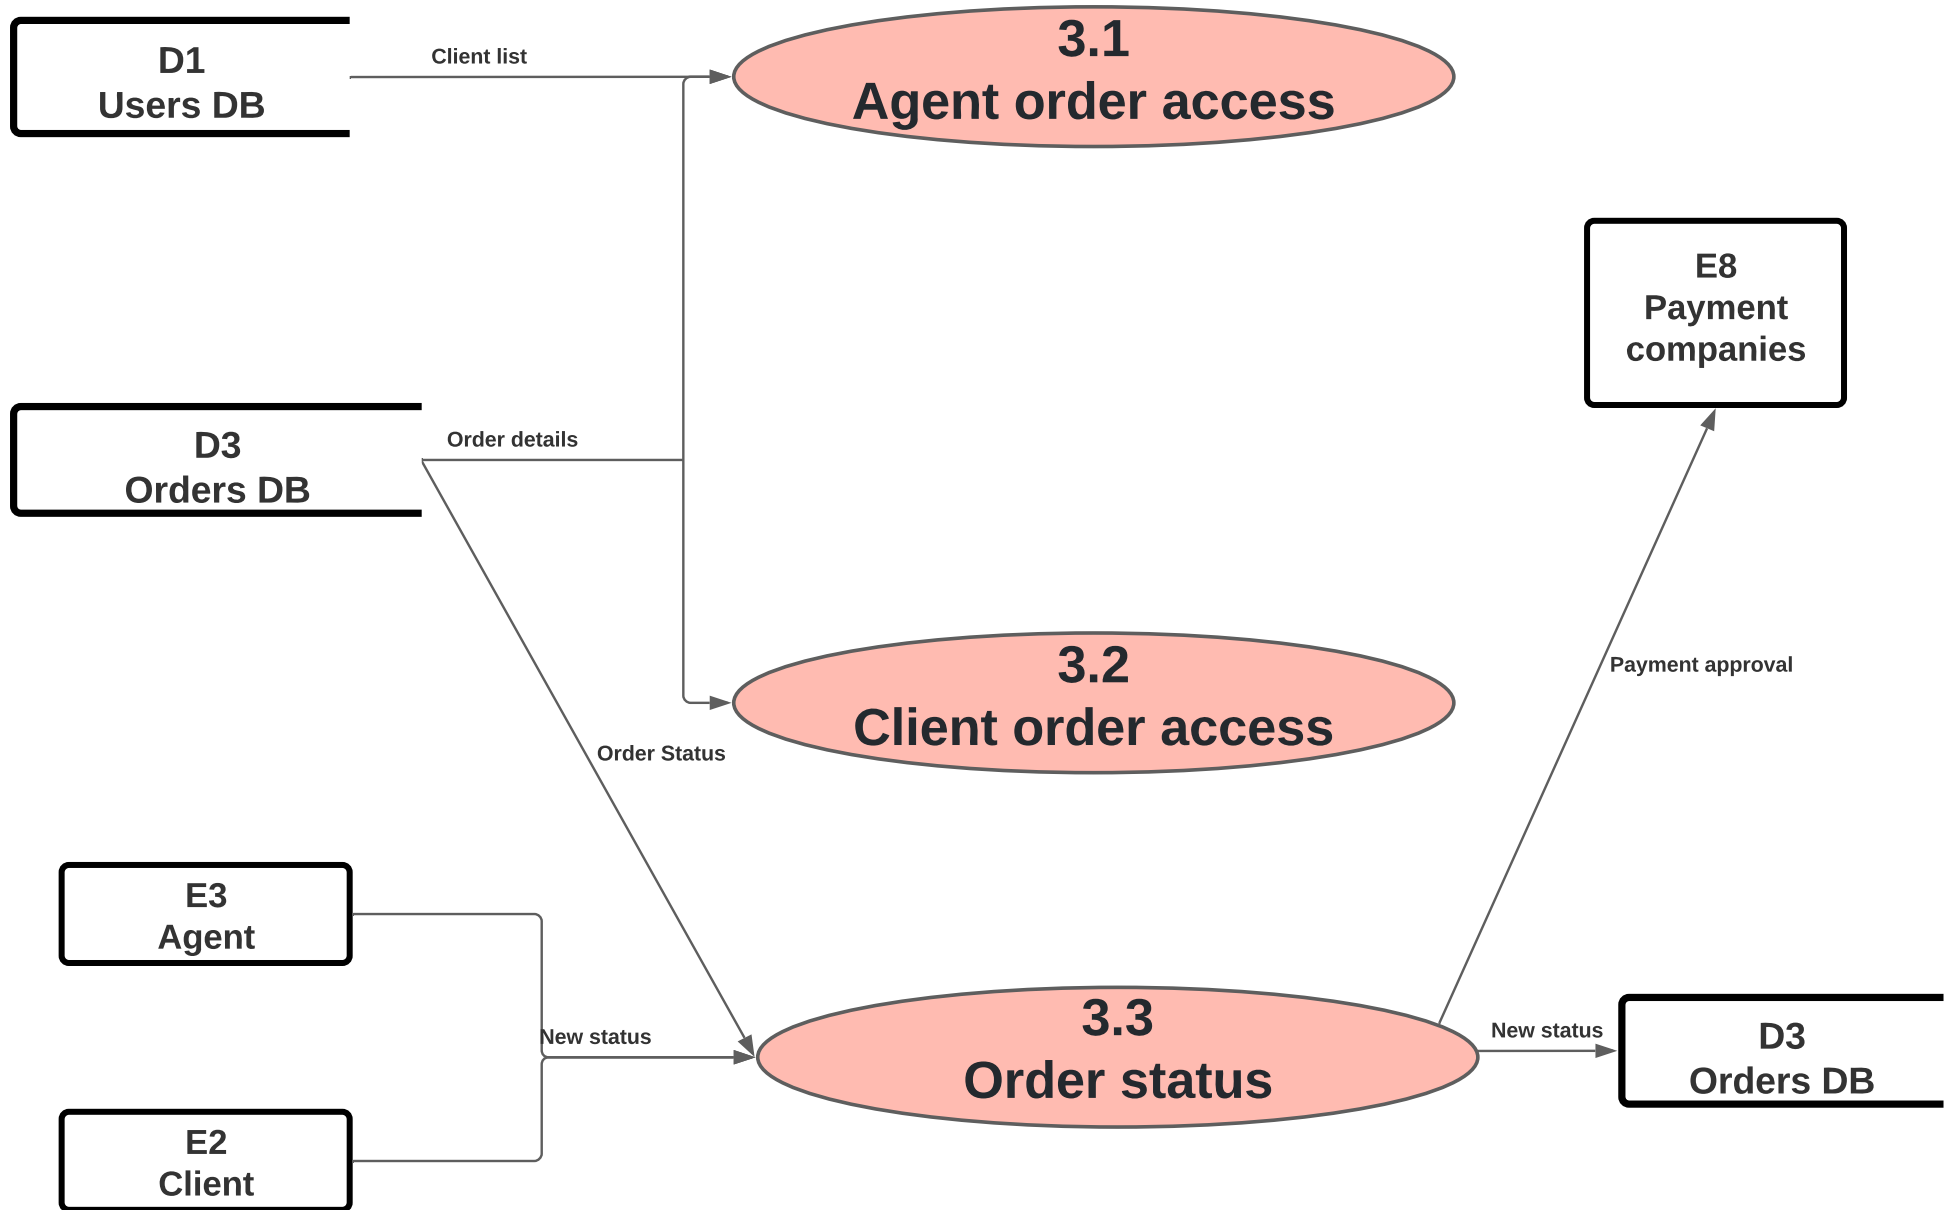 D1
Users DB
Client list
3.1
Agent order access
E8
Payment
companies
D3
Orders DB
Order details
3.2
Client order access
Payment approval
Order Status
E3
Agent
New status
3.3
Order status
New status
D3
Orders DB
E2
Client